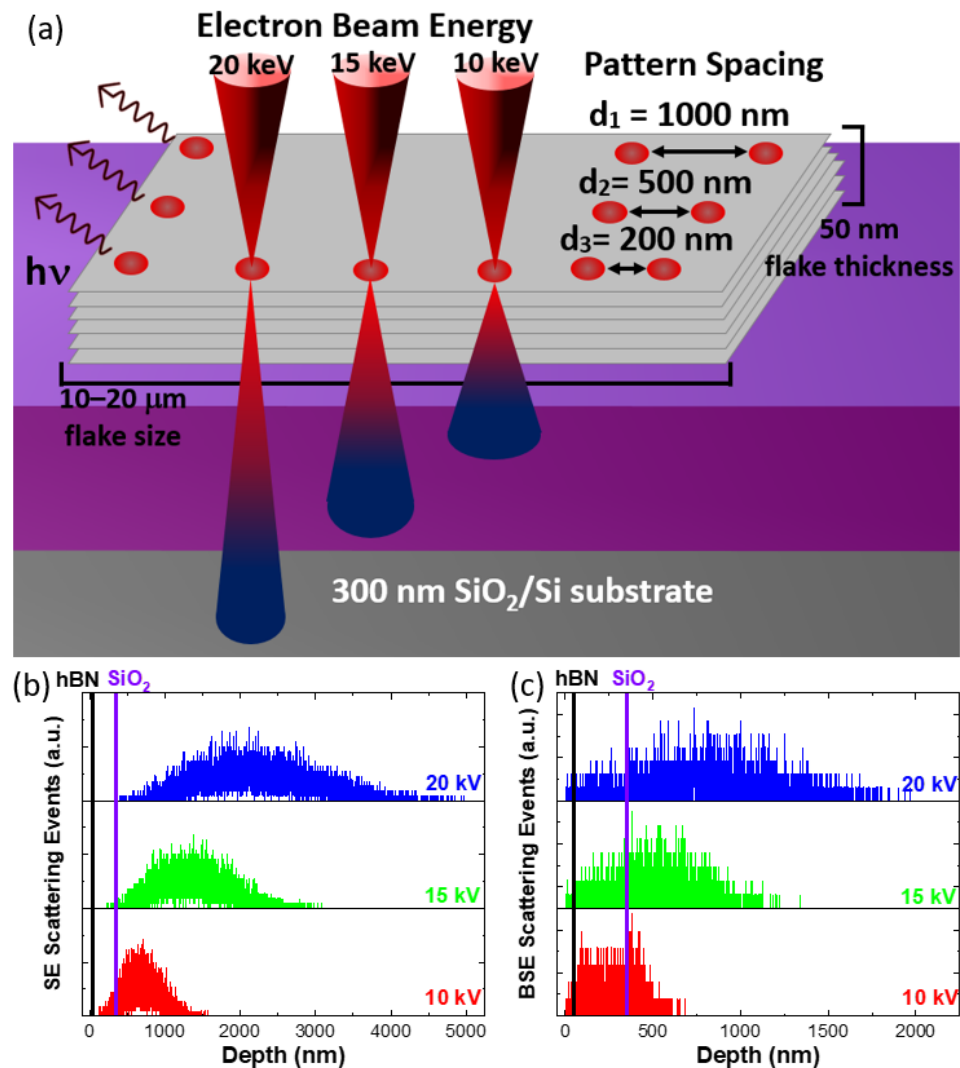 (a)
Electron Beam Energy
20 keV 15 keV 10 keV
Pattern Spacing
d₁ = 1000 nm
d₂= 500 nm
d₃= 200 nm
hν
50 nm
flake thickness
10–20 μm
flake size
300 nm SiO₂/Si substrate
(b)
hBN SiO₂
SE Scattering Events (a.u.)
20 kV
15 kV
10 kV
0 1000 2000 3000 4000 5000
Depth (nm)
(c)
hBN SiO₂
BSE Scattering Events (a.u.)
20 kV
15 kV
10 kV
0 500 1000 1500 2000
Depth (nm)